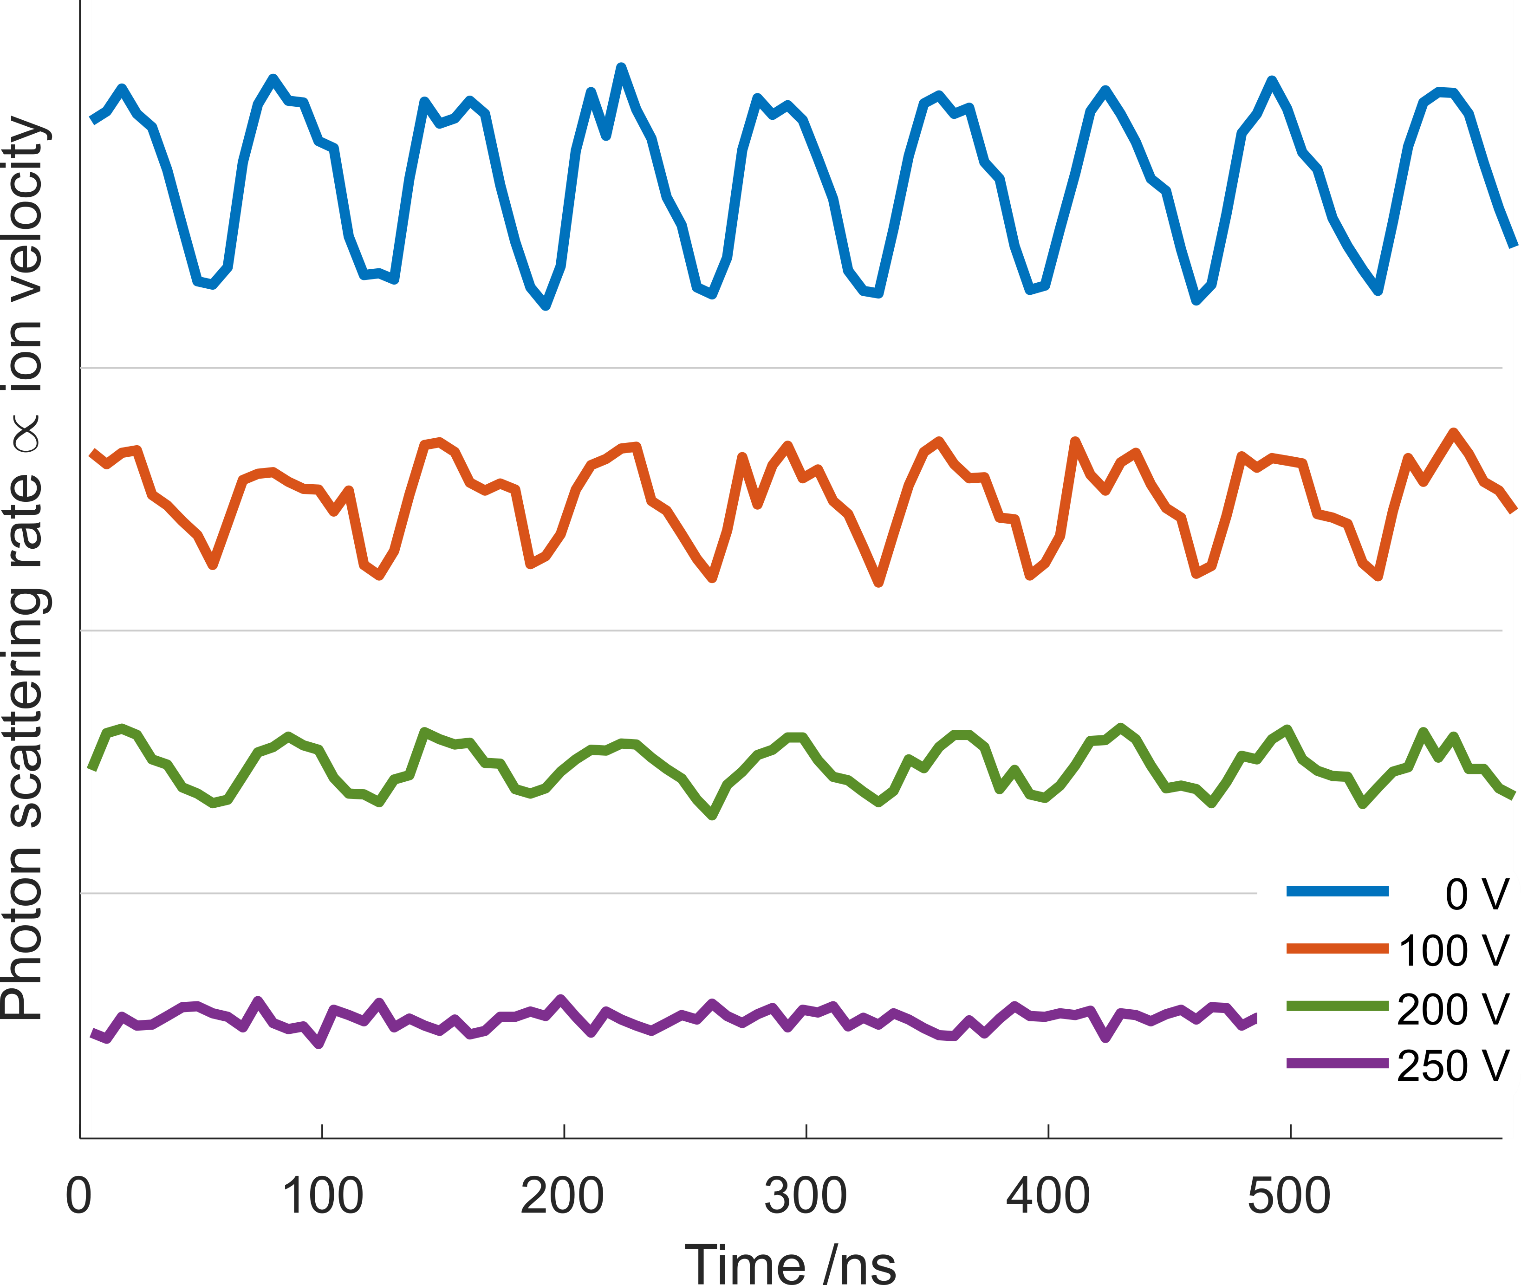 Photon scattering rate ∝ ion velocity
0 V
100 V
200 V
250 V
0 100 200 300 400 500
Time /ns